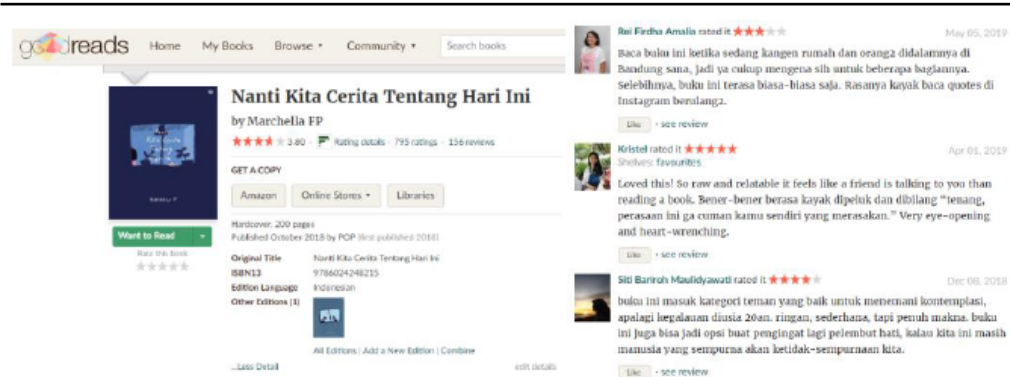 goodreads Home My Books Browse Community Search books
Nanti Kita Cerita Tentang Hari Ini
by Marchella FP
3.80 · Rating details · 795 ratings · 156 reviews
GET A COPY
Amazon Online Stores Libraries
Hardcover, 200 pages
Published October 2018 by POP (first published 2018)
Original Title Nanti Kita Cerita Tentang Hari Ini
ISBN13 9786024248215
Edition Language Indonesian
Other Editions (1)
All Editions | Add a New Edition | Combine
...Less Detail edit details
Want to Read
Rate this book
Rei Firdha Amalia rated it May 05, 2019
Baca buku ini ketika sedang kangen rumah dan orang2 didalamnya di
Bandung sana, jadi ya cukup mengena sih untuk beberapa bagiannya.
Selebihnya, buku ini terasa biasa-biasa saja. Rasanya kayak baca quotes di
Instagram berulang2.
Like · see review
Kristel rated it Apr 01, 2019
Shelves: favourites
Loved this! So raw and relatable it feels like a friend is talking to you than
reading a book. Bener-bener berasa kayak dipeluk dan dibilang “tenang,
perasaan ini ga cuman kamu sendiri yang merasakan.” Very eye-opening
and heart-wrenching.
Like · see review
Siti Bariroh Maulidyawati rated it Dec 08, 2018
buku ini masuk kategori teman yang baik untuk menemani kontemplasi,
apalagi kegalauan diusia 20an. ringan, sederhana, tapi penuh makna. buku
ini juga bisa jadi opsi buat pengingat lagi pelembut hati, kalau kita ini masih
manusia yang sempurna akan ketidak-sempurnaan kita.
Like · see review